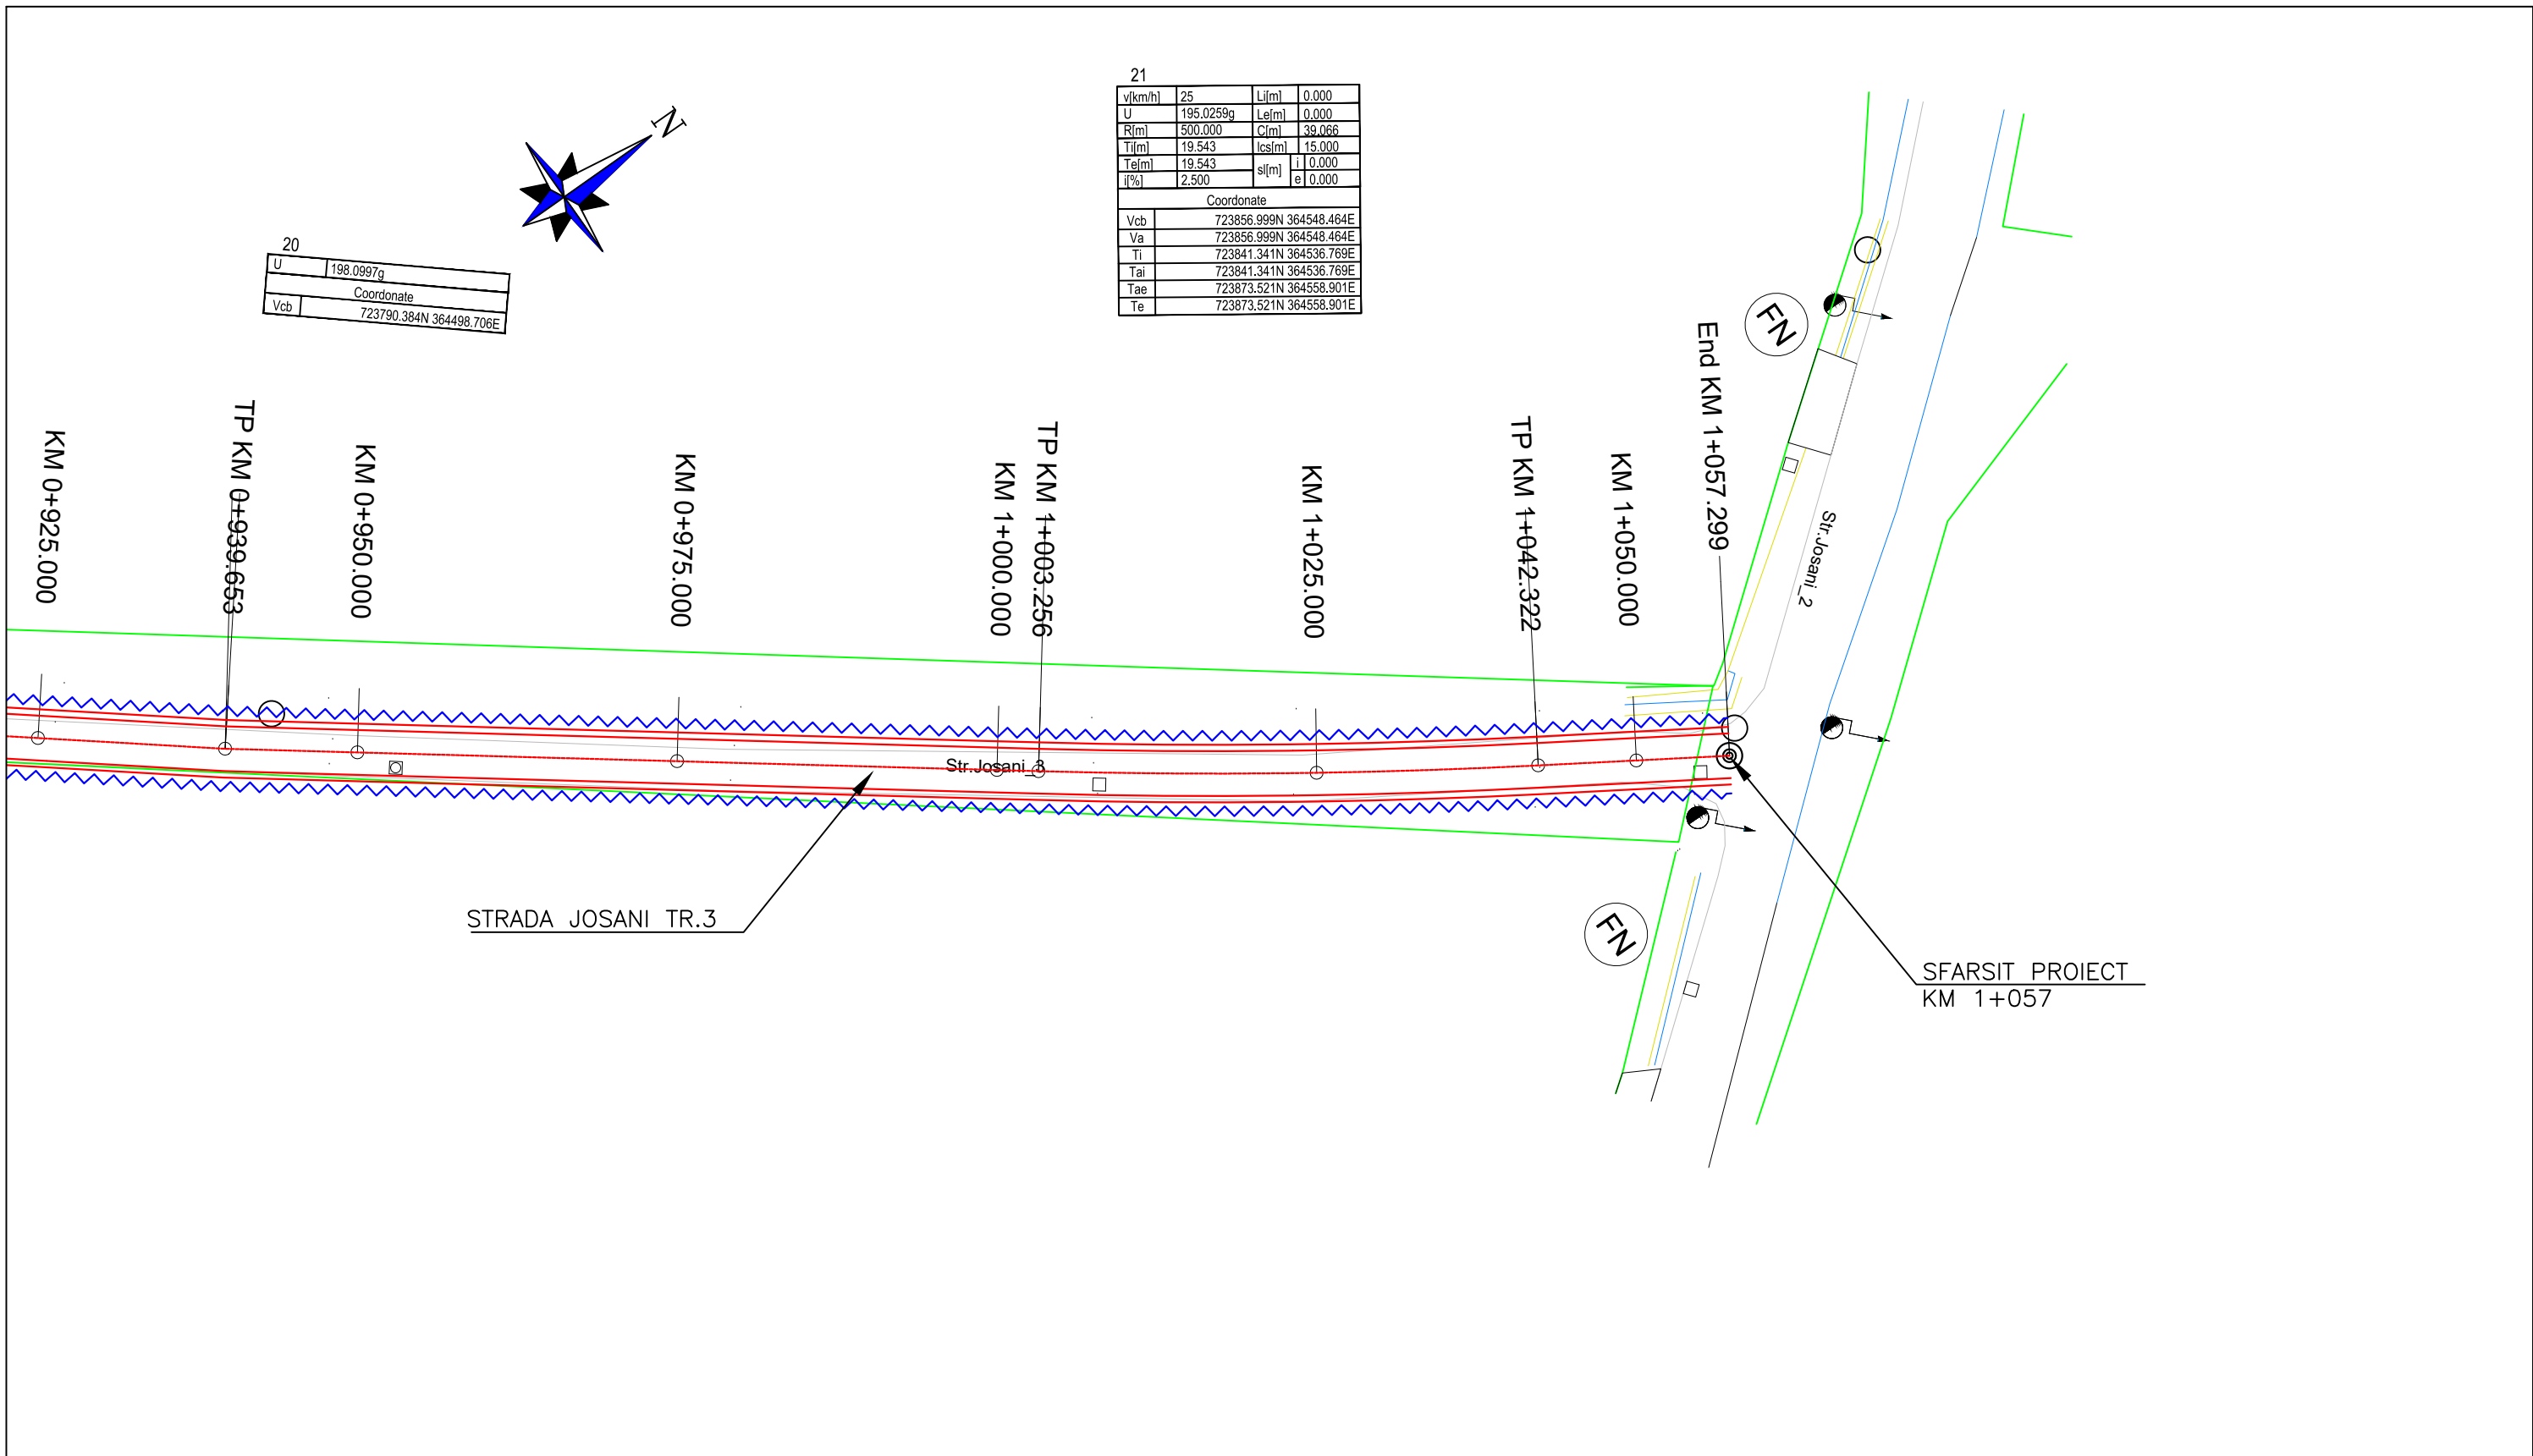 N
21
v[km/h] 25 Li[m] 0.000
U 195.0259g Le[m] 0.000
R[m] 500.000 C[m] 39.066
Ti[m] 19.543 lcs[m] 15.000
Te[m] 19.543 sl[m] i 0.000
i[%] 2.500 e 0.000
Coordonate
Vcb 723856.999N 364548.464E
Va 723856.999N 364548.464E
Ti 723841.341N 364536.769E
Tai 723841.341N 364536.769E
Tae 723873.521N 364558.901E
Te 723873.521N 364558.901E
20
U 198.0997g
Coordonate
Vcb 723790.384N 364498.706E
KM 0+925.000
TP KM 0+939.653
KM 0+950.000
KM 0+975.000
KM 1+000.000
TP KM 1+003.256
KM 1+025.000
TP KM 1+042.322
KM 1+050.000
End KM 1+057.299
FN
Str.Josani_2
Str.Josani_3
STRADA JOSANI TR.3
FN
SFARSIT PROIECT
KM 1+057